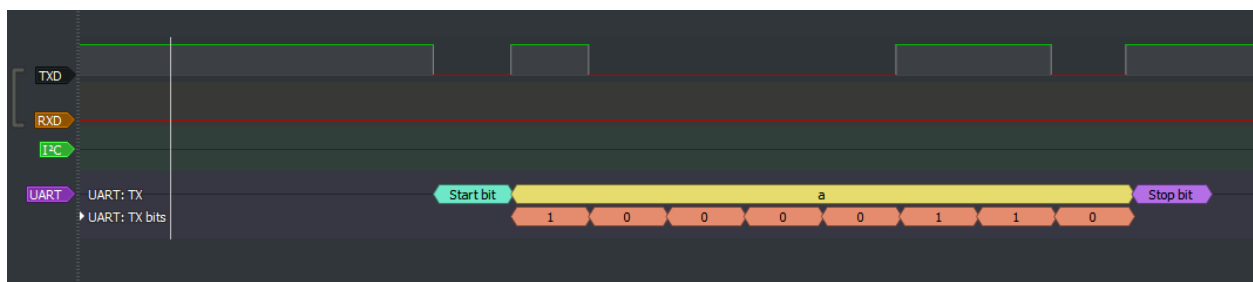 TXD
RXD
I²C
UART UART: TX Start bit a Stop bit
UART: TX bits 1 0 0 0 0 1 1 0